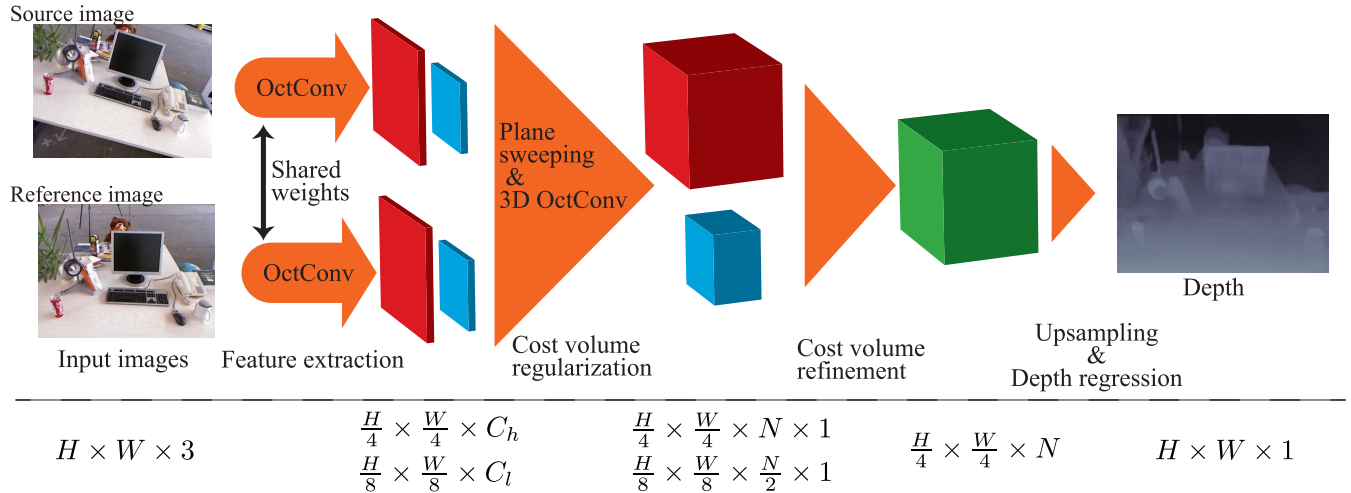 Source image
OctConv
Shared
weights
Reference image
OctConv
Plane
sweeping
&
3D OctConv
Depth
Input images
Feature extraction
Cost volume
regularization
Cost volume
refinement
Upsampling
&
Depth regression
H × W × 3
H/4 × W/4 × C_h
H/8 × W/8 × C_l
H/4 × W/4 × N × 1
H/8 × W/8 × N/2 × 1
H/4 × W/4 × N
H × W × 1